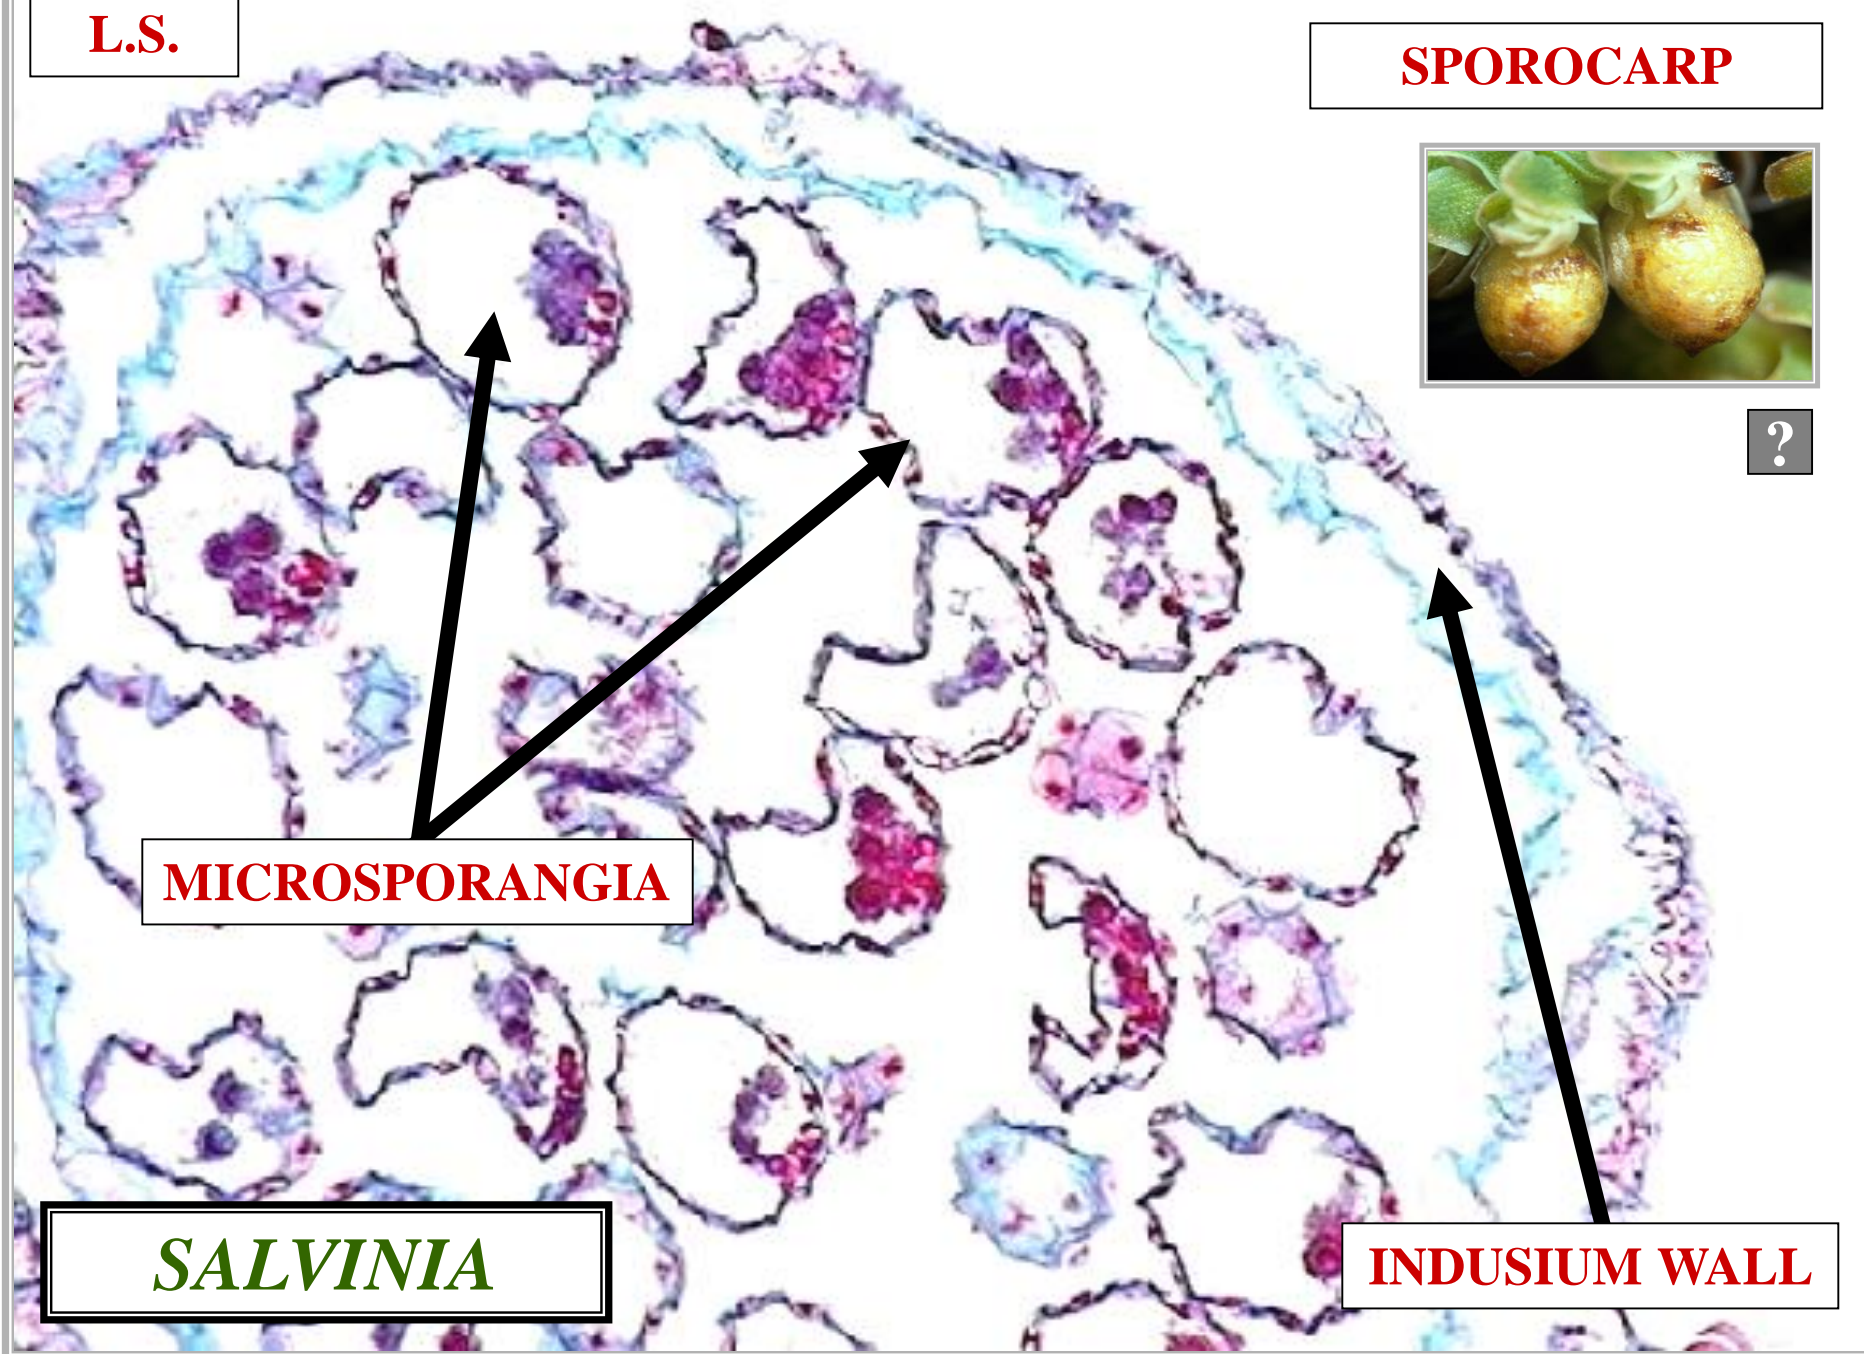 L.S.
SPOROCARP
?
MICROSPORANGIA
SALVINIA
INDUSIUM WALL